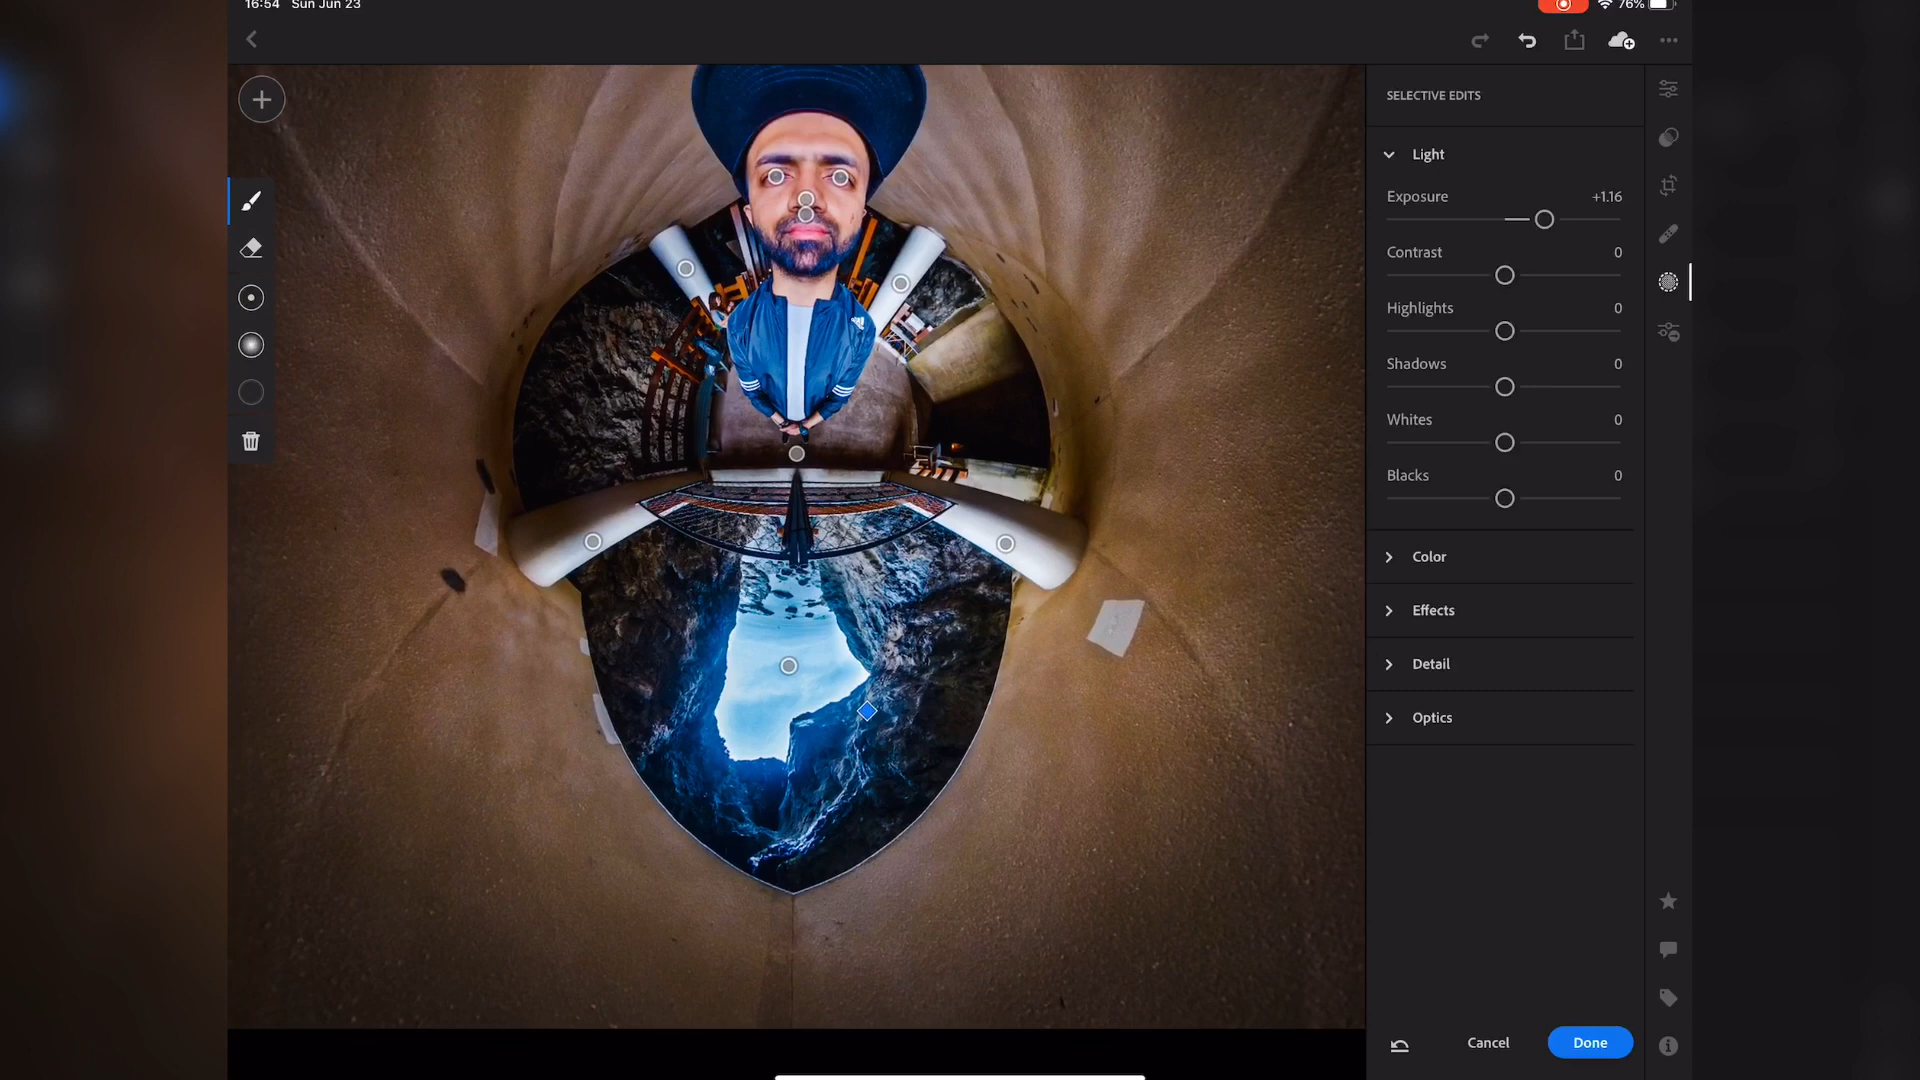 16:54 Sun Jun 23
76%
SELECTIVE EDITS
Light
Exposure +1.16
Contrast 0
Highlights 0
Shadows 0
Whites 0
Blacks 0
Color
Effects
Detail
Optics
Cancel Done